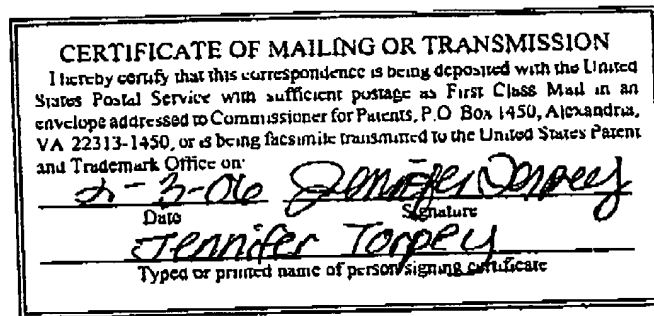 CERTIFICATE OF MAILING OR TRANSMISSION
I hereby certify that this correspondence is being deposited with the United
States Postal Service with sufficient postage as First Class Mail in an
envelope addressed to Commissioner for Patents, P.O. Box 1450, Alexandria,
VA 22313-1450, or is being facsimile transmitted to the United States Patent
and Trademark Office on:
2-3-06 Jennifer Torpey
Date Signature
Jennifer Torpey
Typed or printed name of person signing certificate